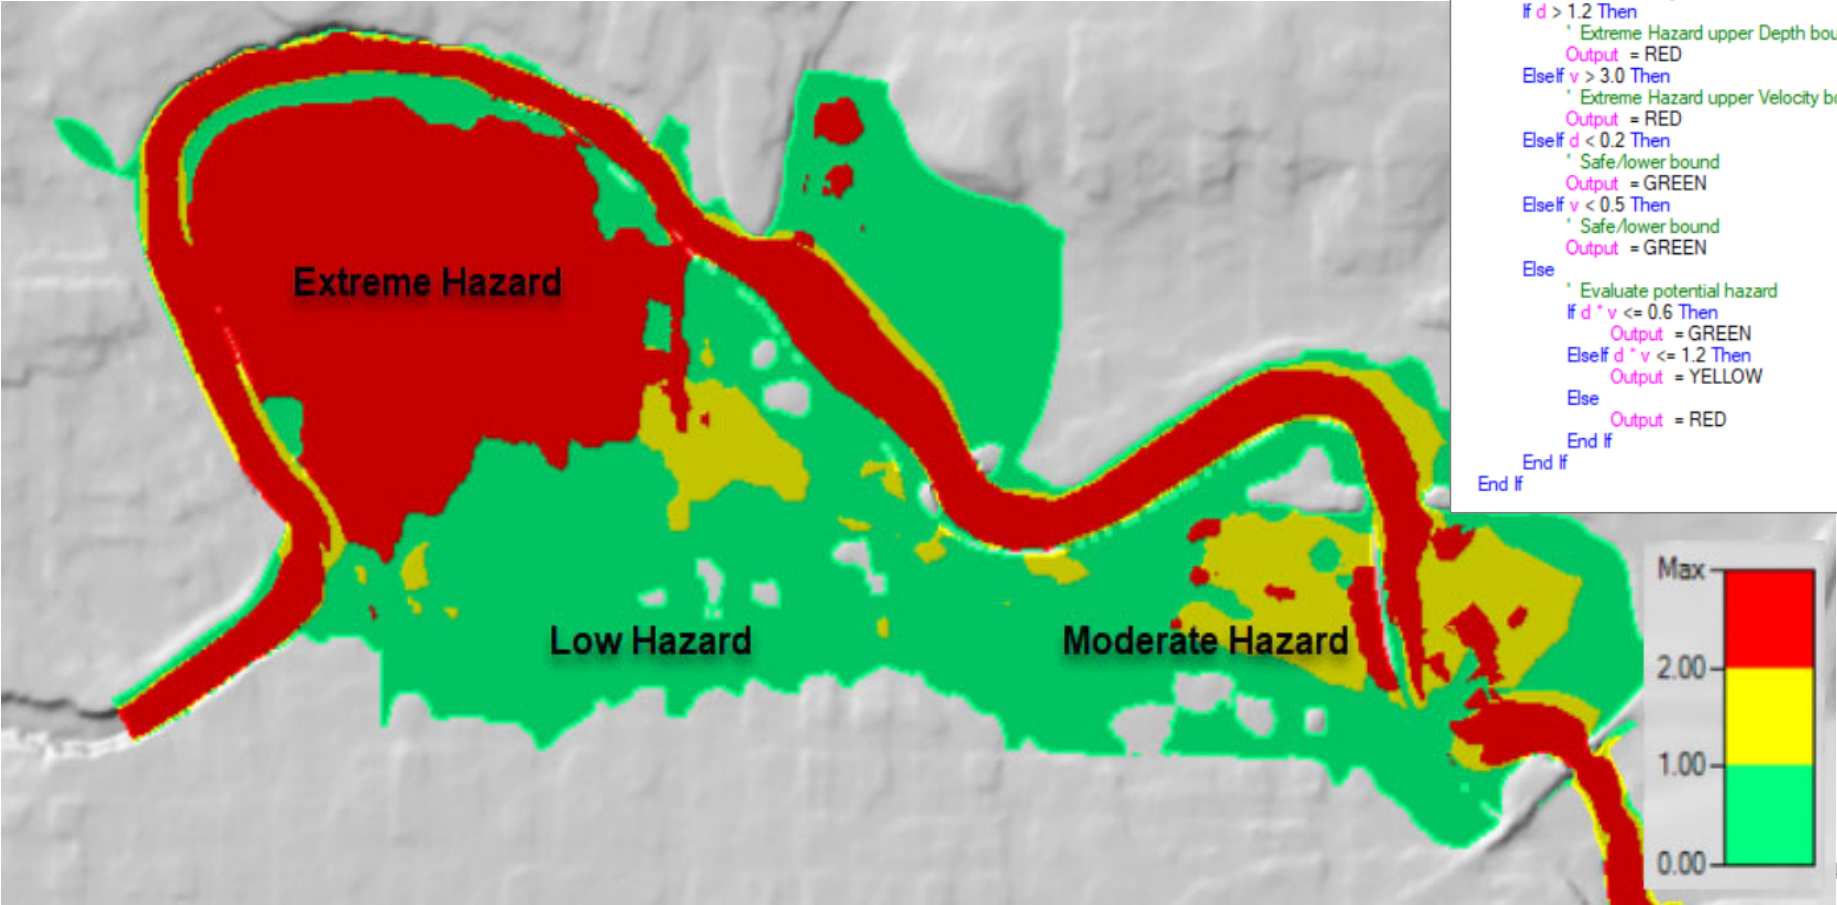 If d > 1.2 Then
' Extreme Hazard upper Depth
Output = RED
ElseIf v > 3.0 Then
' Extreme Hazard upper Velocity
Output = RED
ElseIf d < 0.2 Then
' Safe/lower bound
Output = GREEN
ElseIf v < 0.5 Then
' Safe/lower bound
Output = GREEN
Else
' Evaluate potential hazard
If d * v <= 0.6 Then
Output = GREEN
ElseIf d * v <= 1.2 Then
Output = YELLOW
Else
Output = RED
End If
End If
End If
Extreme Hazard
Low Hazard
Moderate Hazard
Max
2.00
1.00
0.00